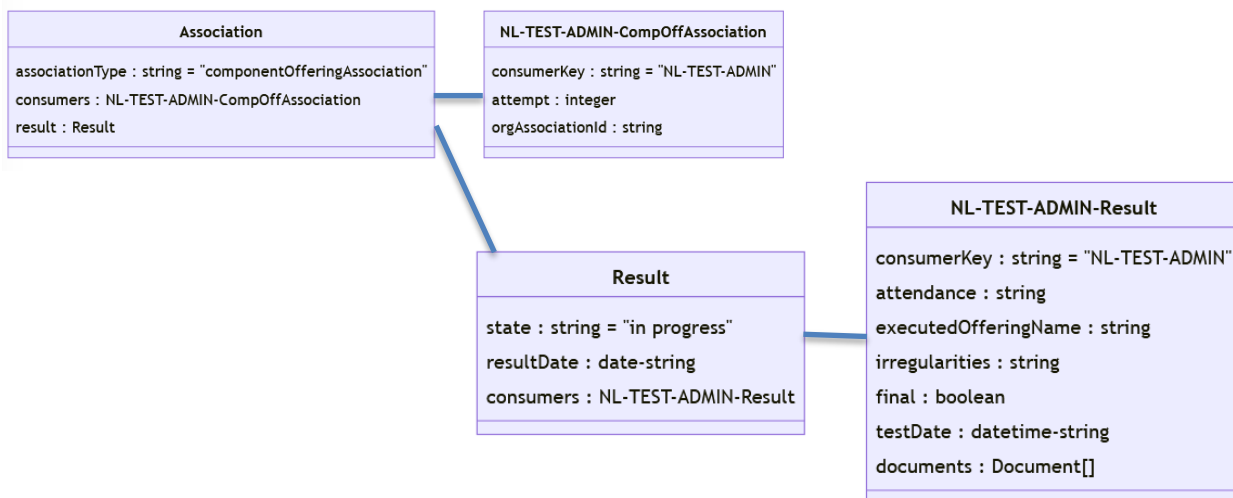 Association
associationType : string = "componentOfferingAssociation"
consumers : NL-TEST-ADMIN-CompOffAssociation
result : Result
NL-TEST-ADMIN-CompOffAssociation
consumerKey : string = "NL-TEST-ADMIN"
attempt : integer
orgAssociationId : string
Result
state : string = "in progress"
resultDate : date-string
consumers : NL-TEST-ADMIN-Result
NL-TEST-ADMIN-Result
consumerKey : string = "NL-TEST-ADMIN"
attendance : string
executedOfferingName : string
irregularities : string
final : boolean
testDate : datetime-string
documents : Document[]